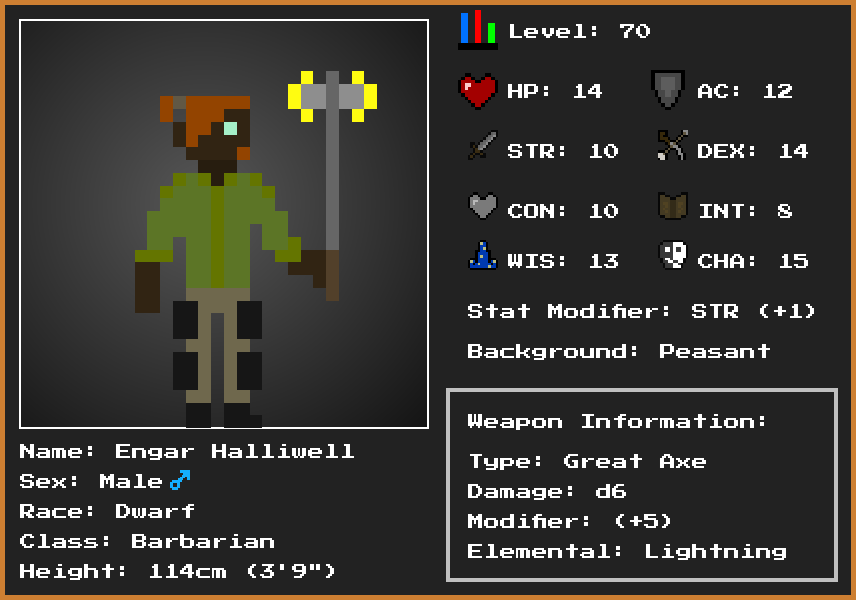 Level: 70
HP: 14
AC: 12
STR: 10
DEX: 14
CON: 10
INT: 8
WIS: 13
CHA: 15
Stat Modifier: STR (+1)
Background: Peasant
Weapon Information:
Type: Great Axe
Damage: d6
Modifier: (+5)
Elemental: Lightning
Name: Engar Halliwell
Sex: Male ♂
Race: Dwarf
Class: Barbarian
Height: 114cm (3'9")